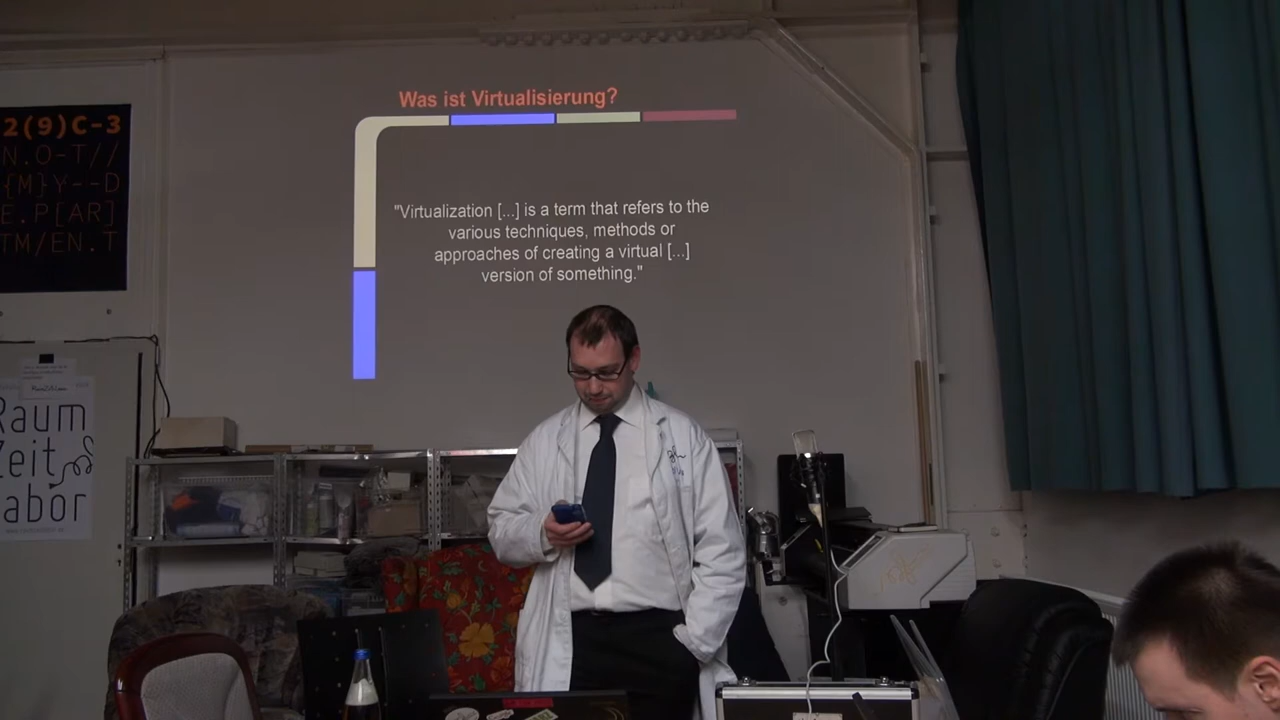 Was ist Virtualisierung?
"Virtualization [...] is a term that refers to the
various techniques, methods or
approaches of creating a virtual [...]
version of something."
2(9)C-3
N.O-T//
{M}Y--D
E.P[AR]
TM/EN.T
Raum
Zeit
abor